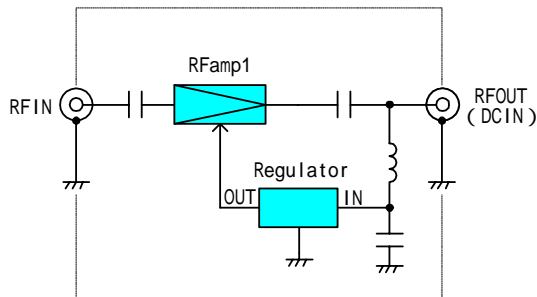 RFamp1
RFIN
RFOUT
(DCIN)
Regulator
OUT
IN